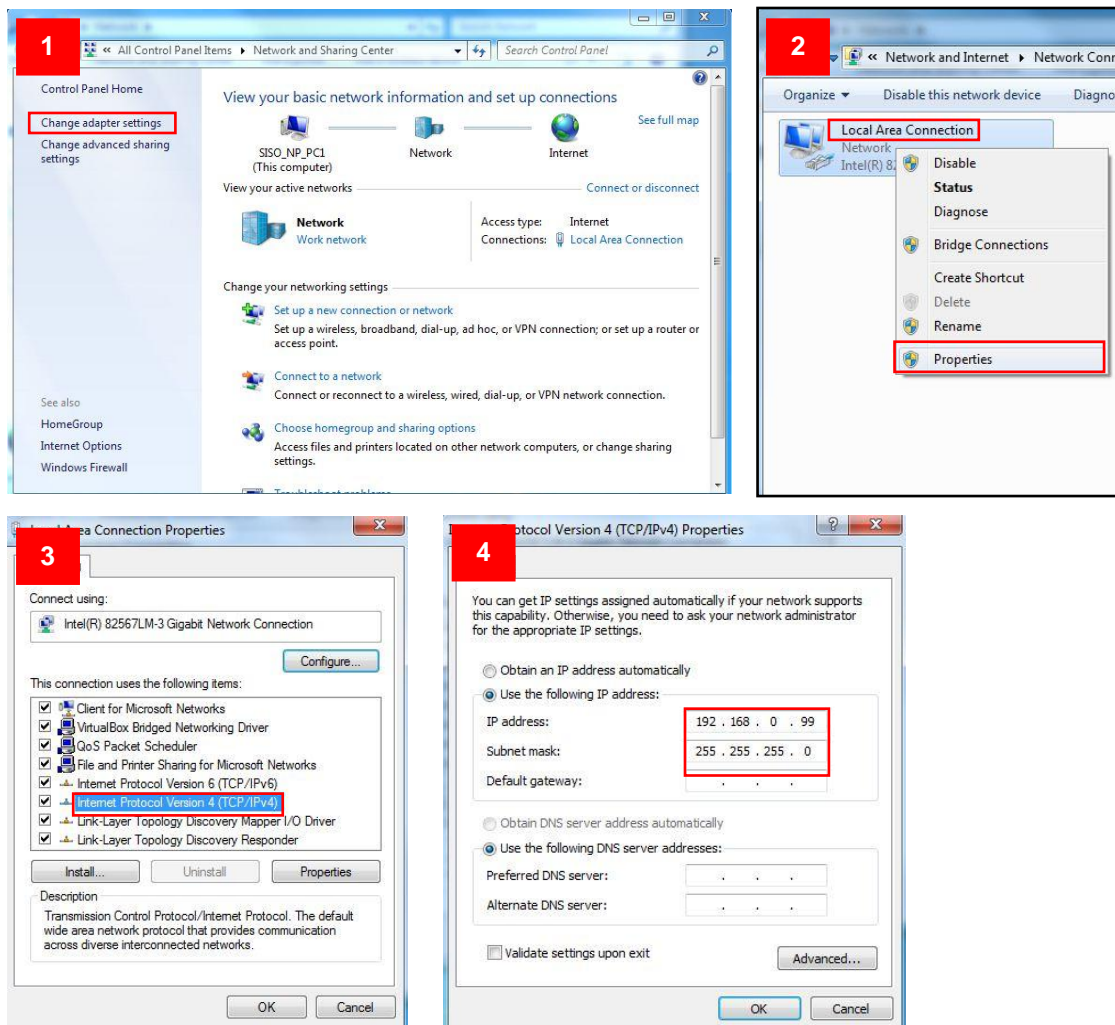 1
« All Control Panel Items ▸ Network and Sharing Center
Search Control Panel
Control Panel Home
Change adapter settings
Change advanced sharing
settings
See also
HomeGroup
Internet Options
Windows Firewall
View your basic network information and set up connections
See full map
SISO_NP_PC1
(This computer)
Network
Internet
View your active networks
Connect or disconnect
Network
Work network
Access type: Internet
Connections: Local Area Connection
Change your networking settings
Set up a new connection or network
Set up a wireless, broadband, dial-up, ad hoc, or VPN connection; or set up a router or
access point.
Connect to a network
Connect or reconnect to a wireless, wired, dial-up, or VPN network connection.
Choose homegroup and sharing options
Access files and printers located on other network computers, or change sharing
settings.
Troubleshoot problems
2
« Network and Internet ▸ Network Conn
Organize Disable this network device Diagno
Local Area Connection
Network
Intel(R) 8
Disable
Status
Diagnose
Bridge Connections
Create Shortcut
Delete
Rename
Properties
3
Area Connection Properties
Connect using:
Intel(R) 82567LM-3 Gigabit Network Connection
Configure...
This connection uses the following items:
Client for Microsoft Networks
VirtualBox Bridged Networking Driver
QoS Packet Scheduler
File and Printer Sharing for Microsoft Networks
Internet Protocol Version 6 (TCP/IPv6)
Internet Protocol Version 4 (TCP/IPv4)
Link-Layer Topology Discovery Mapper I/O Driver
Link-Layer Topology Discovery Responder
Install... Uninstall Properties
Description
Transmission Control Protocol/Internet Protocol. The default
wide area network protocol that provides communication
across diverse interconnected networks.
OK Cancel
4
otocol Version 4 (TCP/IPv4) Properties
You can get IP settings assigned automatically if your network supports
this capability. Otherwise, you need to ask your network administrator
for the appropriate IP settings.
Obtain an IP address automatically
Use the following IP address:
IP address: 192 . 168 . 0 . 99
Subnet mask: 255 . 255 . 255 . 0
Default gateway: . . .
Obtain DNS server address automatically
Use the following DNS server addresses:
Preferred DNS server: . . .
Alternate DNS server: . . .
Validate settings upon exit
Advanced...
OK Cancel